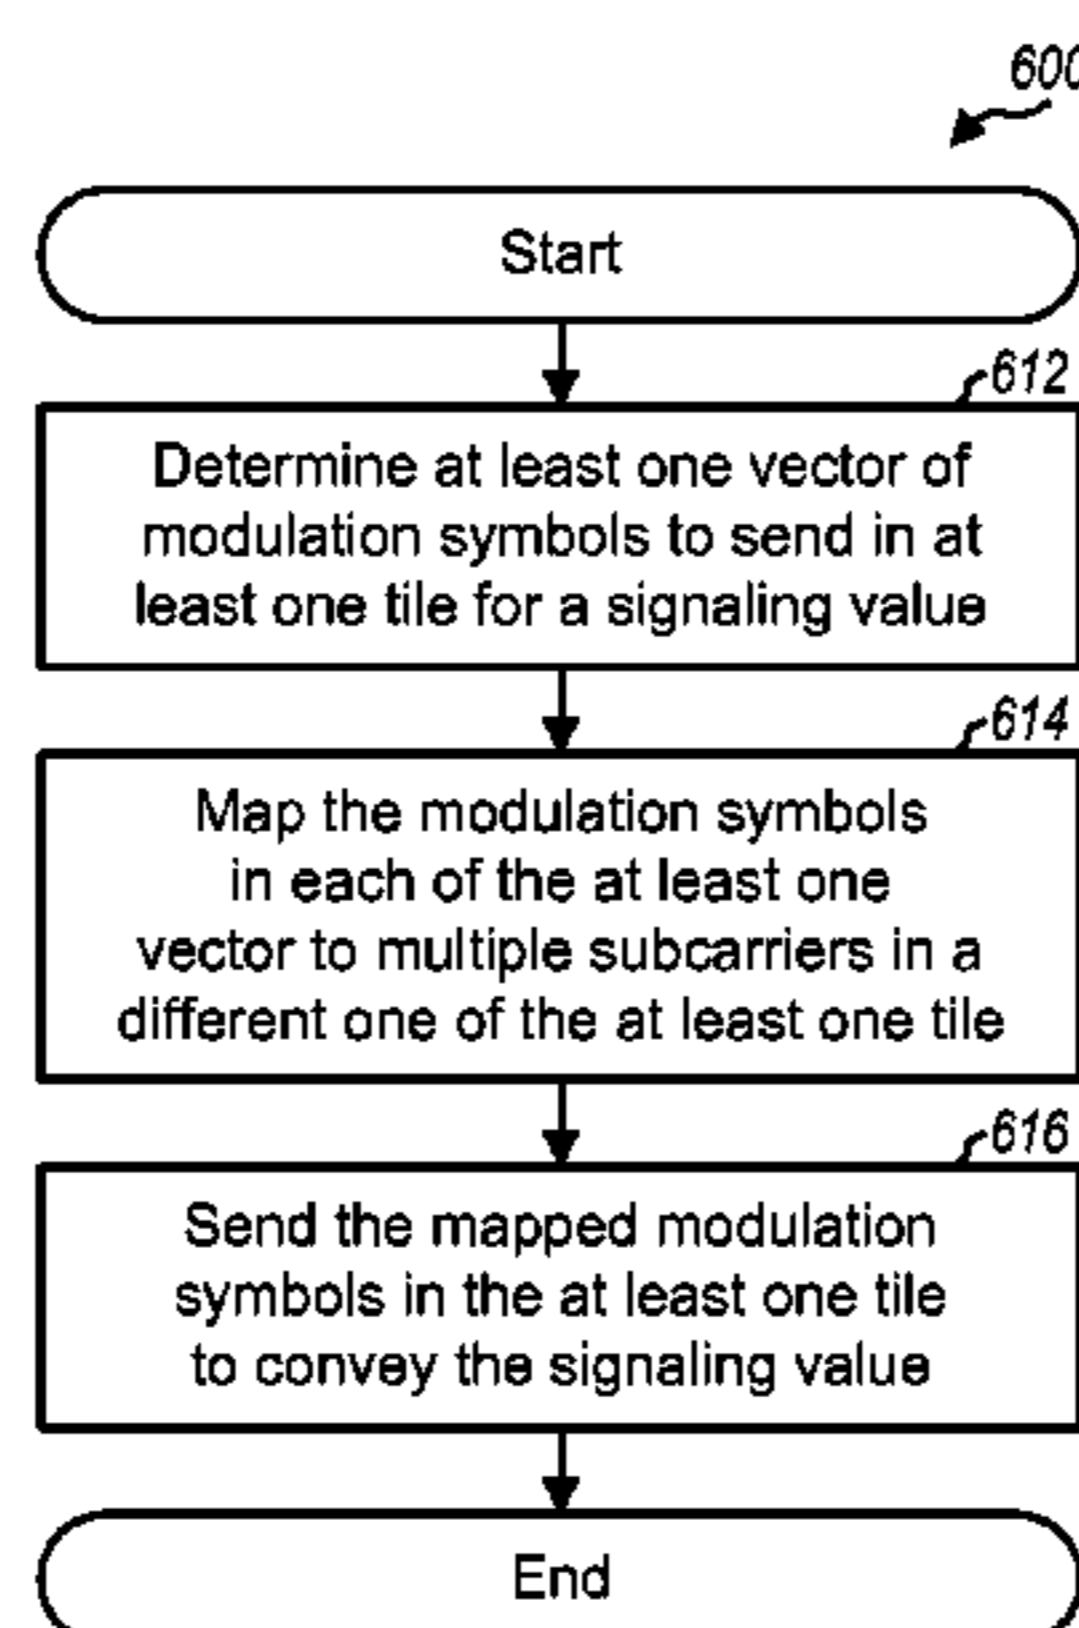 600
Start
612
Determine at least one vector of
modulation symbols to send in at
least one tile for a signaling value
614
Map the modulation symbols
in each of the at least one
vector to multiple subcarriers in a
different one of the at least one tile
616
Send the mapped modulation
symbols in the at least one tile
to convey the signaling value
End